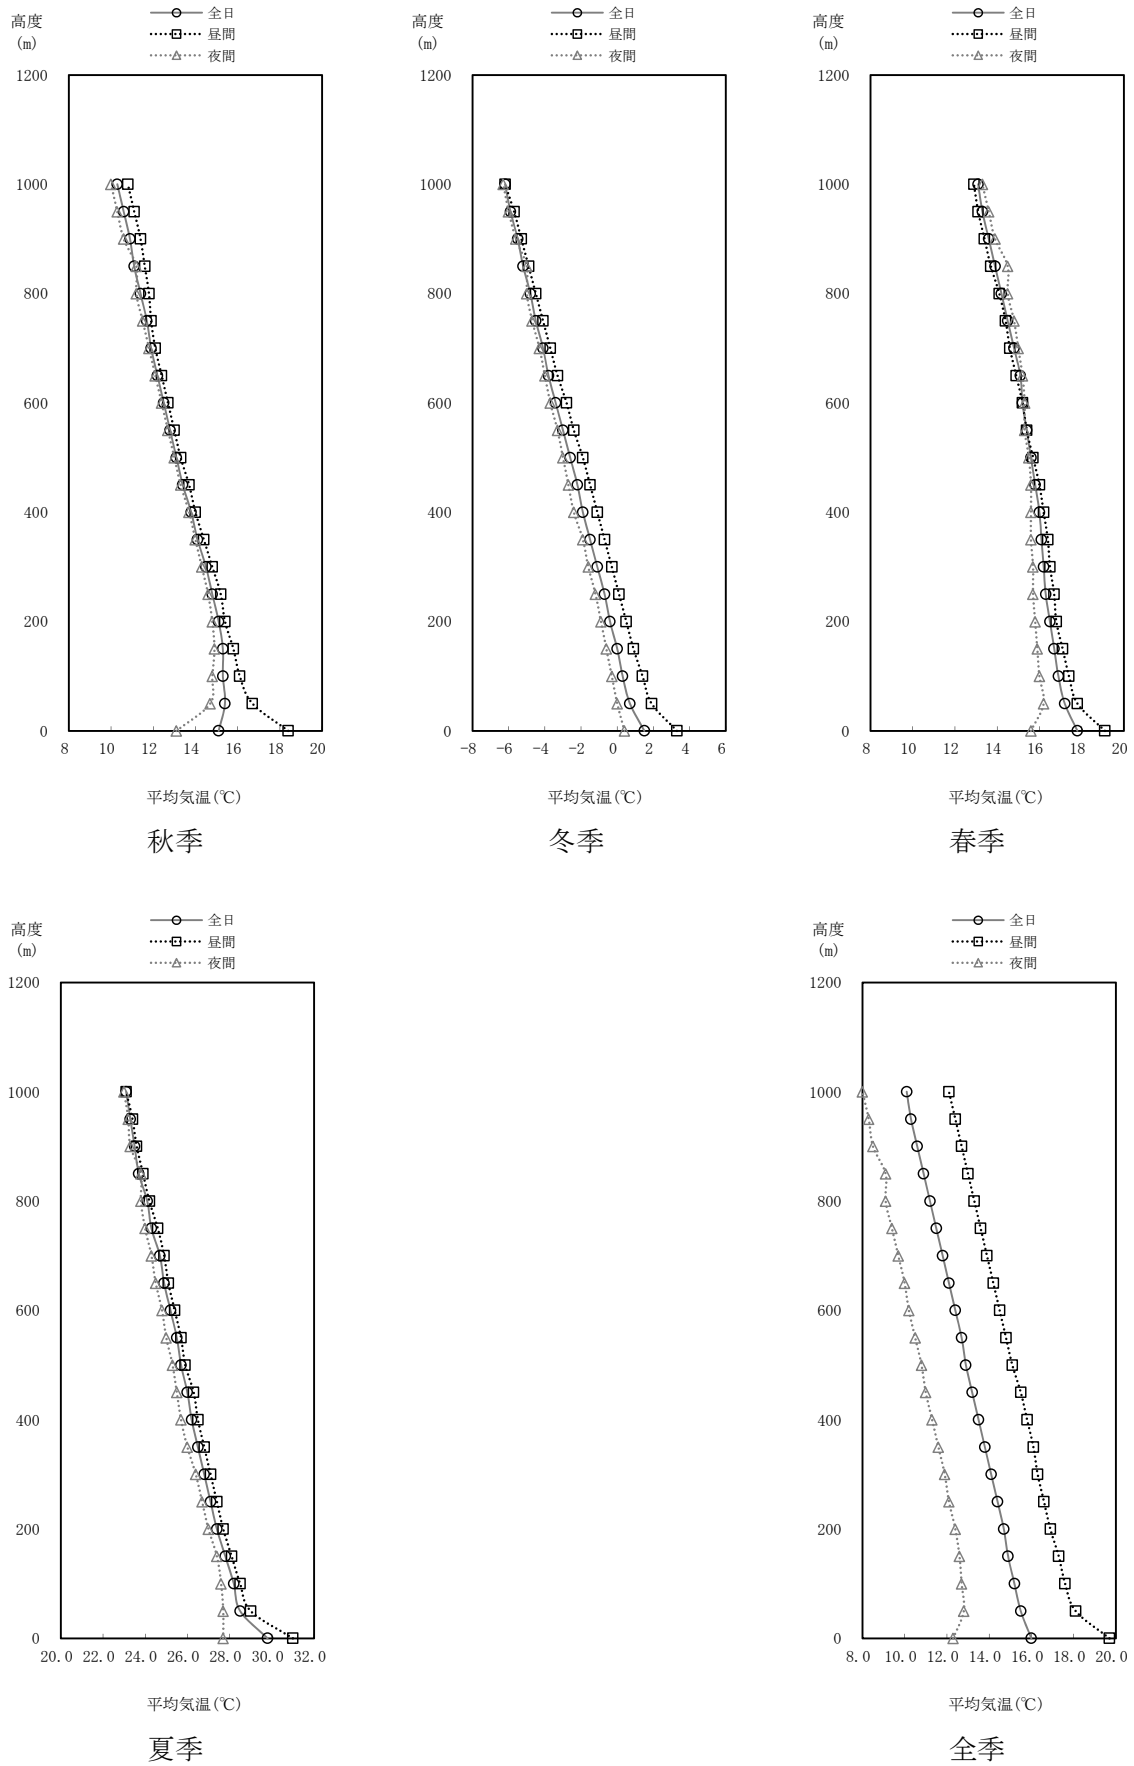 高度
(m)
全日
昼間
夜間
1200
1000
800
600
400
200
0
8 10 12 14 16 18 20
平均気温(℃)
秋季
高度
(m)
全日
昼間
夜間
1200
1000
800
600
400
200
0
-8 -6 -4 -2 0 2 4 6
平均気温(℃)
冬季
高度
(m)
全日
昼間
夜間
1200
1000
800
600
400
200
0
8 10 12 14 16 18 20
平均気温(℃)
春季
高度
(m)
全日
昼間
夜間
1200
1000
800
600
400
200
0
20.0 22.0 24.0 26.0 28.0 30.0 32.0
平均気温(℃)
夏季
高度
(m)
全日
昼間
夜間
1200
1000
800
600
400
200
0
8.0 10.0 12.0 14.0 16.0 18.0 20.0
平均気温(℃)
全季